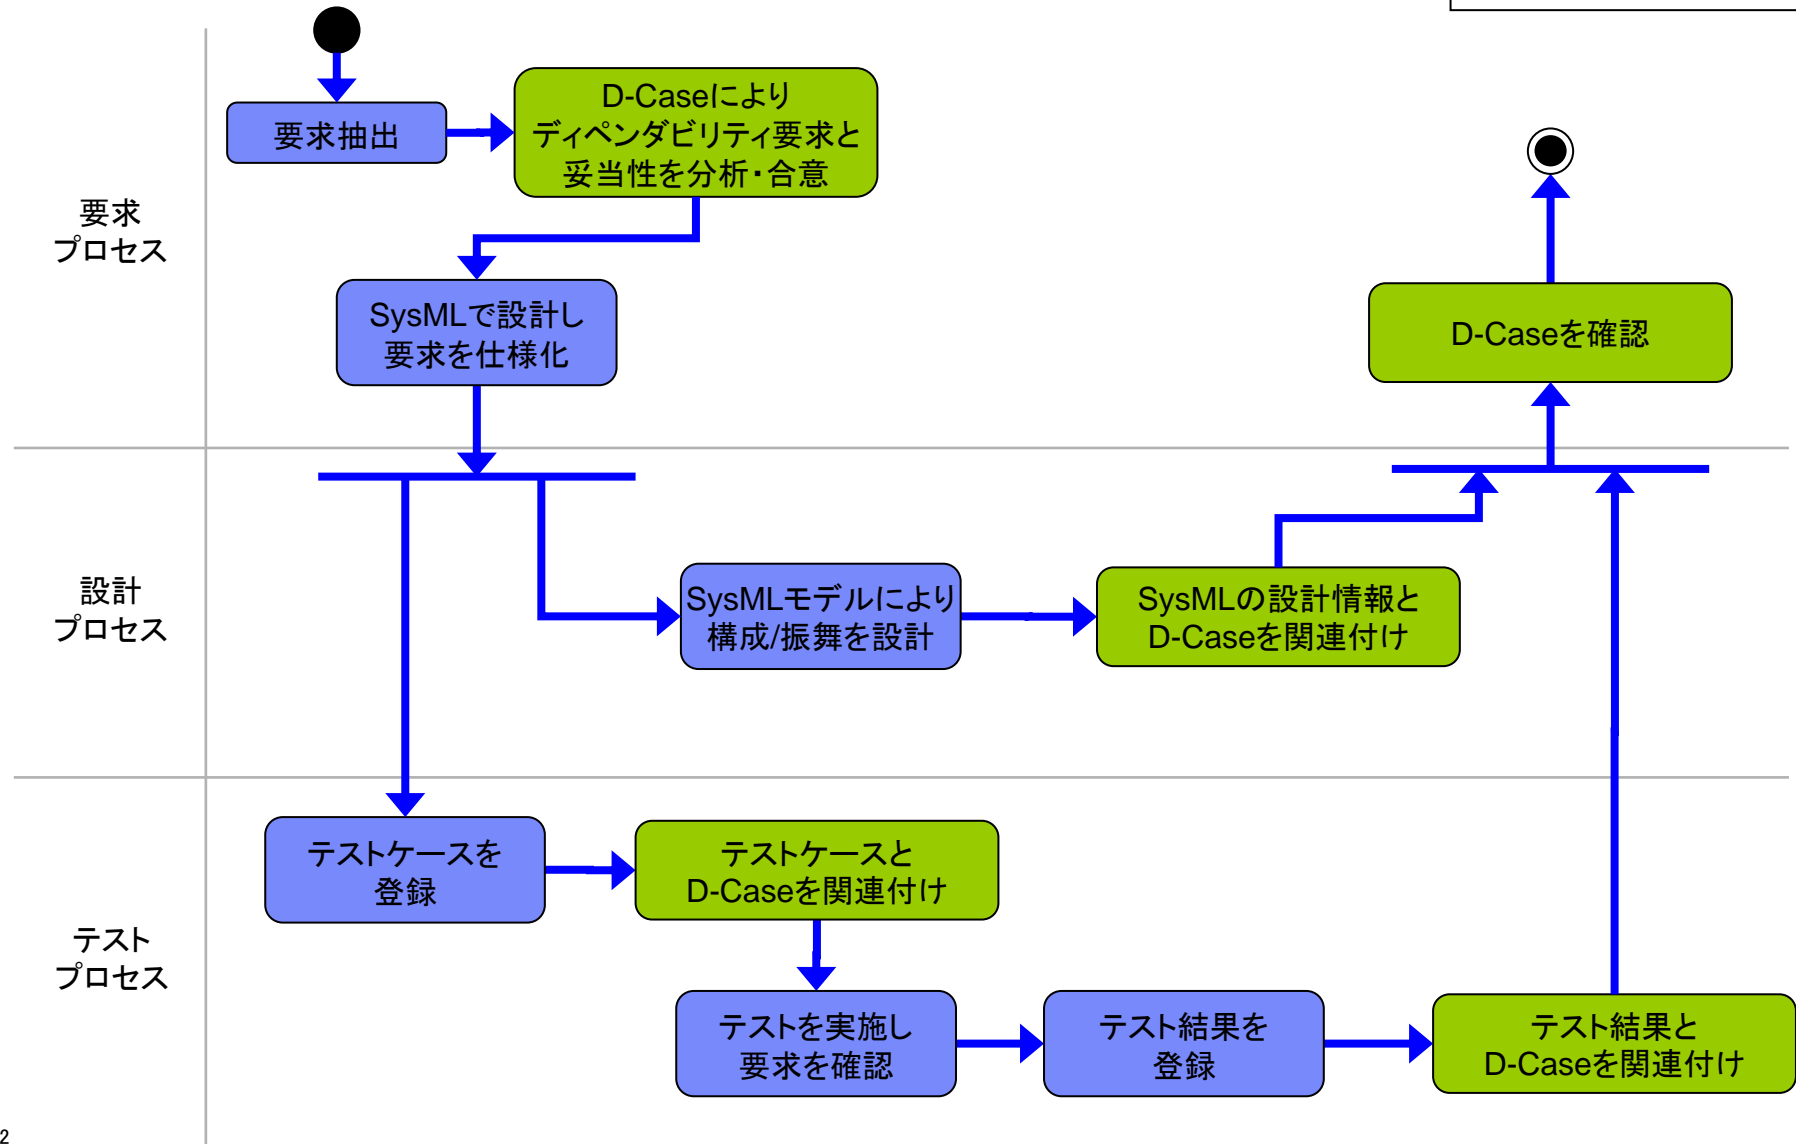 要求
プロセス
要求抽出
D-Caseにより
ディペンダビリティ要求と
妥当性を分析・合意
SysMLで設計し
要求を仕様化
D-Caseを確認
設計
プロセス
SysMLモデルにより
構成/振舞を設計
SysMLの設計情報と
D-Caseを関連付け
テスト
プロセス
テストケースを
登録
テストケースと
D-Caseを関連付け
テストを実施し
要求を確認
テスト結果を
登録
テスト結果と
D-Caseを関連付け
2